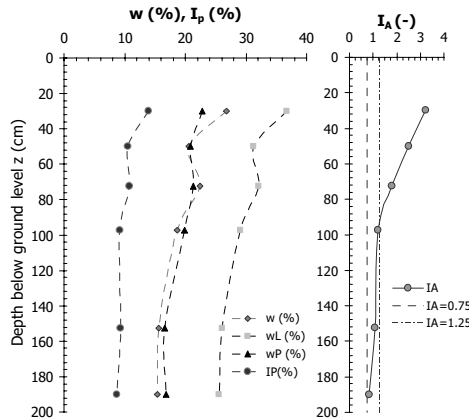 w (%), Ip (%)
0 10 20 30 40
0
20
40
60
80
100
120
140
160
180
200
Depth below ground level z (cm)
w (%)
wL (%)
wP (%)
IP(%)
IA (-)
0 1 2 3 4
0
20
40
60
80
100
120
140
160
180
200
IA
IA=0.75
IA=1.25